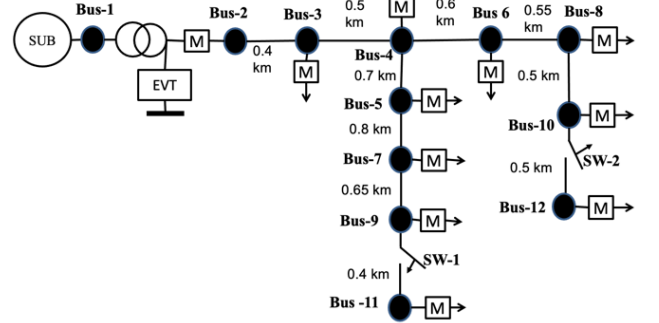 0.5
km
0.6
km
0.55
km
Bus-1
Bus-2
Bus-3
M
Bus 6
Bus-8
SUB
M
M
0.4
km
Bus-4
EVT
M
0.7 km
M
0.5 km
Bus-5
M
Bus-10
M
0.8 km
Bus-7
M
SW-2
0.5 km
0.65 km
Bus-9
M
Bus-12
M
SW-1
0.4 km
Bus -11
M